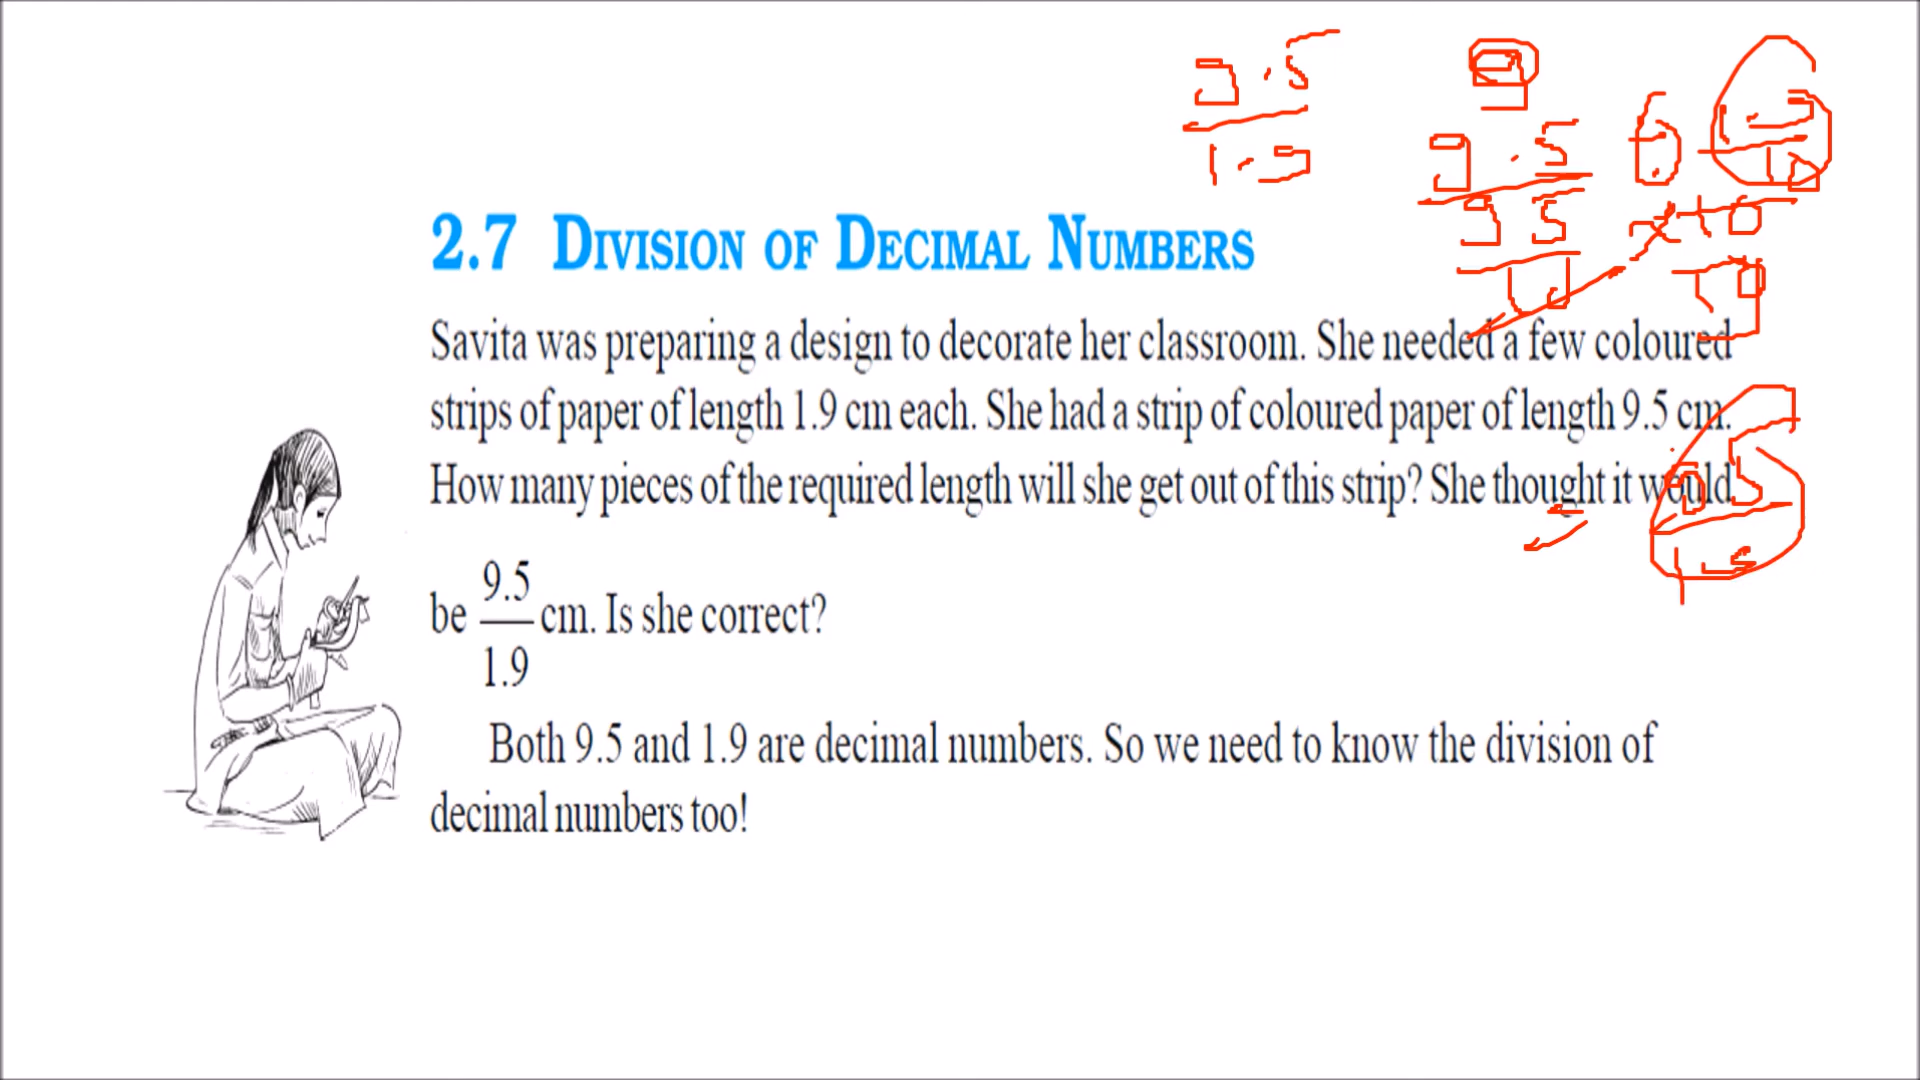 9.5
1.9
2.7 DIVISION OF DECIMAL NUMBERS
Savita was preparing a design to decorate her classroom. She needed a few coloured
strips of paper of length 1.9 cm each. She had a strip of coloured paper of length 9.5 cm.
How many pieces of the required length will she get out of this strip? She thought it would
be 9.5/1.9 cm. Is she correct?
Both 9.5 and 1.9 are decimal numbers. So we need to know the division of
decimal numbers too!